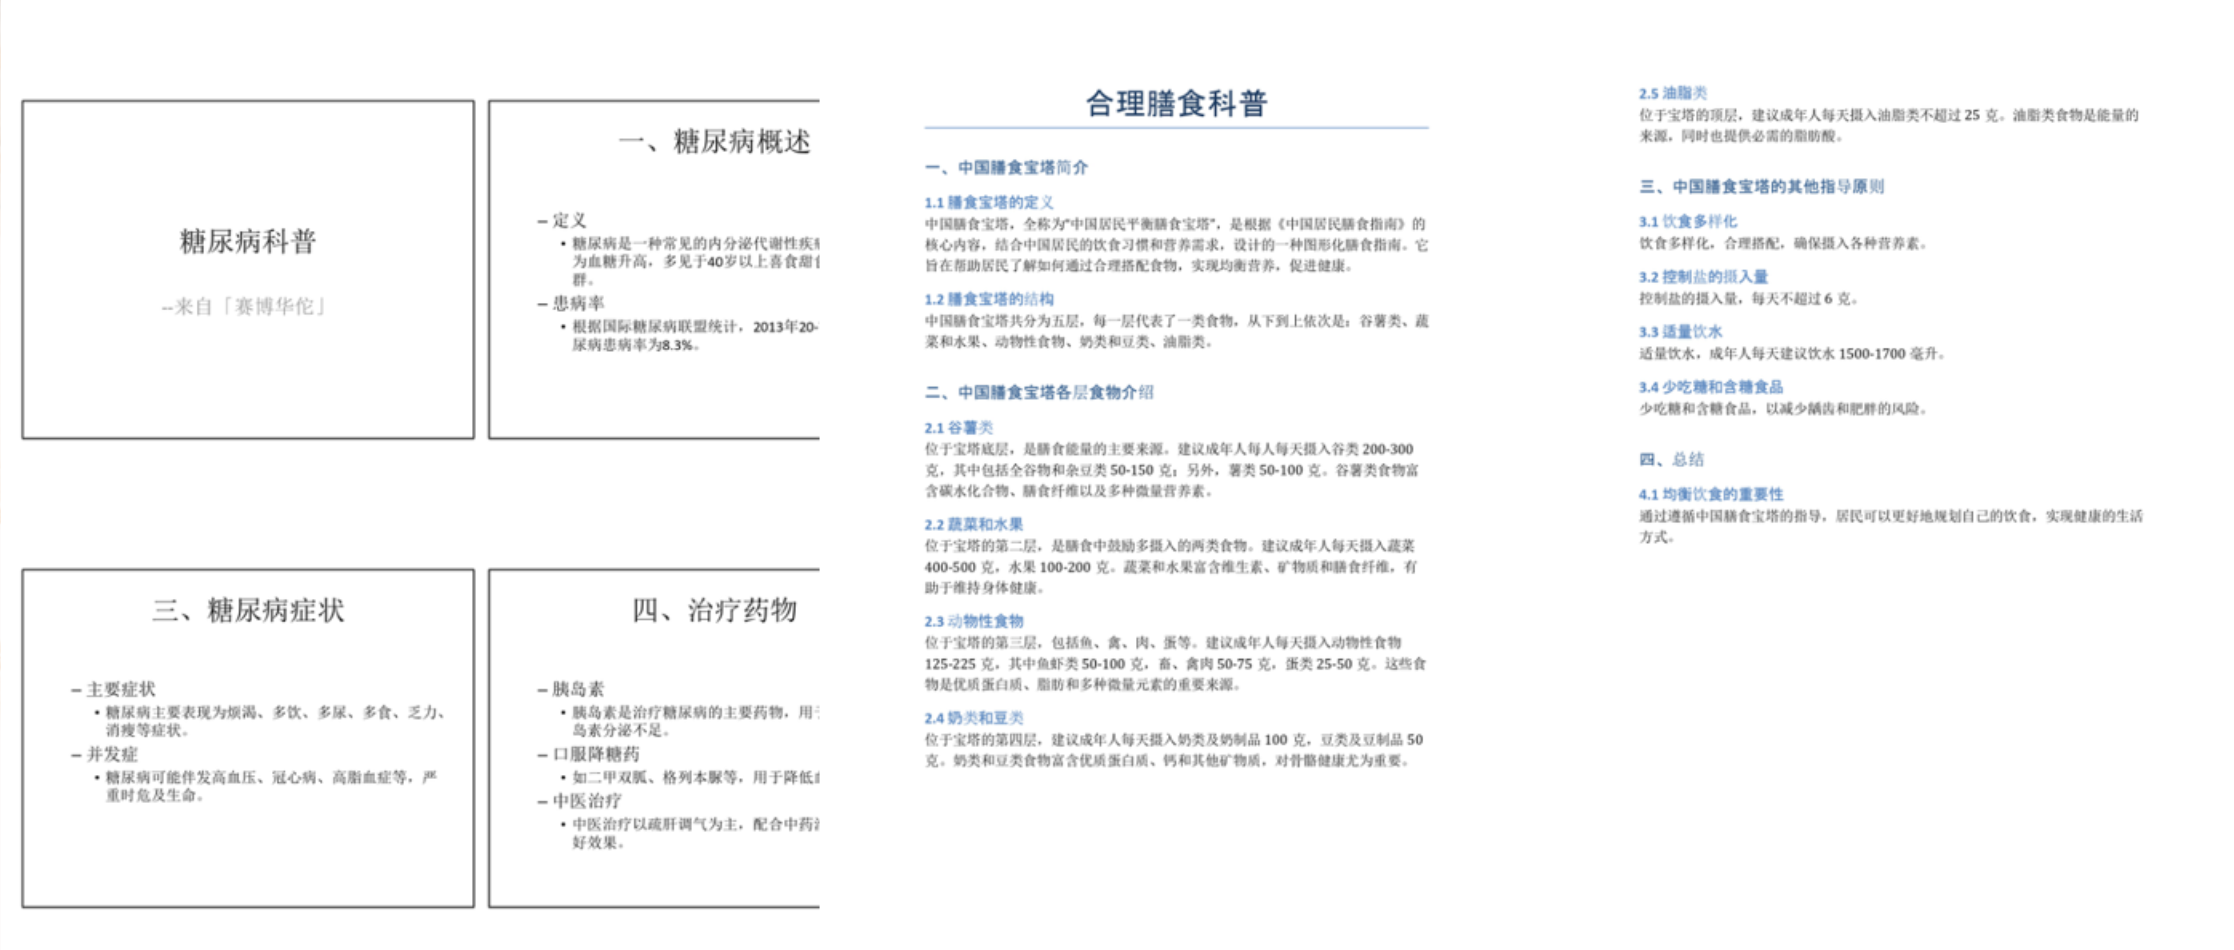 糖尿病科普
--来自「赛博华佗」
一、糖尿病概述
– 定义
• 糖尿病是一种常见的内分泌代谢性疾
为血糖升高，多见于40岁以上喜食甜
群。
– 患病率
• 根据国际糖尿病联盟统计，2013年20-
尿病患病率为8.3%。
三、糖尿病症状
– 主要症状
• 糖尿病主要表现为烦渴、多饮、多尿、多食、乏力、
消瘦等症状。
– 并发症
• 糖尿病可能伴发高血压、冠心病、高脂血症等，严
重时危及生命。
四、治疗药物
– 胰岛素
• 胰岛素是治疗糖尿病的主要药物，用
岛素分泌不足。
– 口服降糖药
• 如二甲双胍、格列本脲等，用于降低
– 中医治疗
• 中医治疗以疏肝调气为主，配合中药
好效果。
合理膳食科普
一、中国膳食宝塔简介
1.1 膳食宝塔的定义
中国膳食宝塔，全称为“中国居民平衡膳食宝塔”，是根据《中国居民膳食指南》的
核心内容，结合中国居民的饮食习惯和营养需求，设计的一种图形化膳食指南。它
旨在帮助居民了解如何通过合理搭配食物，实现均衡营养，促进健康。
1.2 膳食宝塔的结构
中国膳食宝塔共分为五层，每一层代表了一类食物，从下到上依次是：谷薯类、蔬
菜和水果、动物性食物、奶类和豆类、油脂类。
二、中国膳食宝塔各层食物介绍
2.1 谷薯类
位于宝塔底层，是膳食能量的主要来源。建议成年人每人每天摄入谷类 200-300
克，其中包括全谷物和杂豆类 50-150 克；另外，薯类 50-100 克。谷薯类食物富
含碳水化合物、膳食纤维以及多种微量营养素。
2.2 蔬菜和水果
位于宝塔的第二层，是膳食中鼓励多摄入的两类食物。建议成年人每天摄入蔬菜
400-500 克，水果 100-200 克。蔬菜和水果富含维生素、矿物质和膳食纤维，有
助于维持身体健康。
2.3 动物性食物
位于宝塔的第三层，包括鱼、禽、肉、蛋等。建议成年人每天摄入动物性食物
125-225 克，其中鱼虾类 50-100 克，畜、禽肉 50-75 克，蛋类 25-50 克。这些食
物是优质蛋白质、脂肪和多种微量元素的重要来源。
2.4 奶类和豆类
位于宝塔的第四层，建议成年人每天摄入奶类及奶制品 100 克，豆类及豆制品 50
克。奶类和豆类食物富含优质蛋白质、钙和其他矿物质，对骨骼健康尤为重要。
2.5 油脂类
位于宝塔的顶层，建议成年人每天摄入油脂类不超过 25 克。油脂类食物是能量的
来源，同时也提供必需的脂肪酸。
三、中国膳食宝塔的其他指导原则
3.1 饮食多样化
饮食多样化，合理搭配，确保摄入各种营养素。
3.2 控制盐的摄入量
控制盐的摄入量，每天不超过 6 克。
3.3 适量饮水
适量饮水，成年人每天建议饮水 1500-1700 毫升。
3.4 少吃糖和含糖食品
少吃糖和含糖食品，以减少龋齿和肥胖的风险。
四、总结
4.1 均衡饮食的重要性
通过遵循中国膳食宝塔的指导，居民可以更好地规划自己的饮食，实现健康的生活
方式。